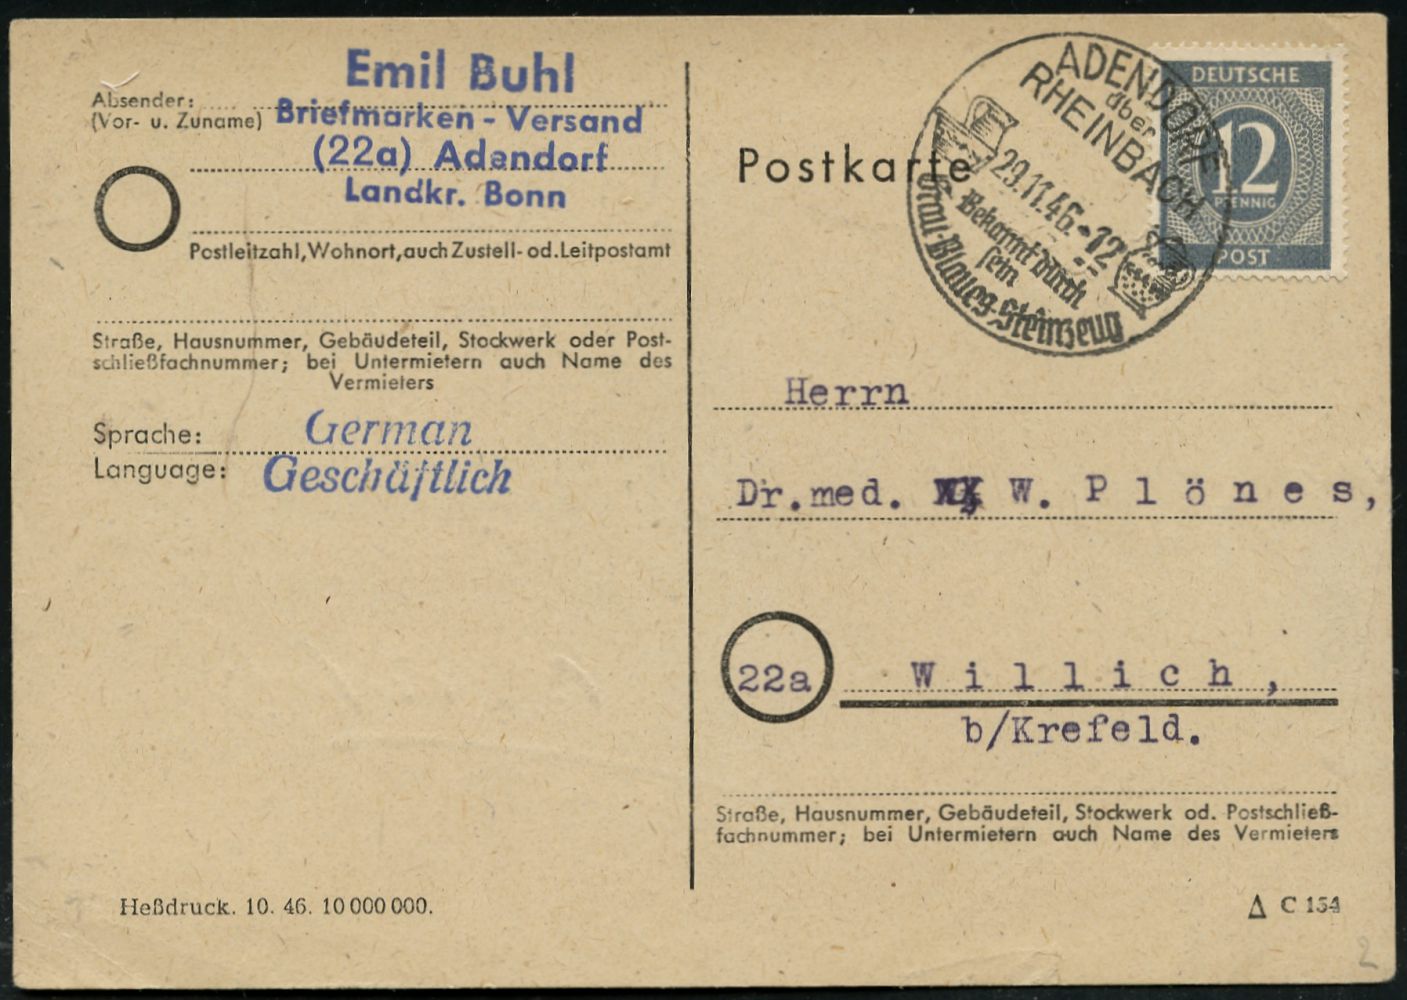 Emil Buhl
Briefmarken-Versand
(22a) Adendorf
Landkr. Bonn
Absender:
(Vor- u. Zuname)
Postleitzahl, Wohnort, auch Zustell- od. Leitpostamt
Straße, Hausnummer, Gebäudeteil, Stockwerk oder Post-
schließfachnummer; bei Untermietern auch Name des
Vermieters
Sprache: German
Language: Geschäftlich
Heßdruck. 10. 46. 10 000 000.
Postkarte
ADENDORF
über
RHEINBACH
29.11.46.-12
Bekannt durch
sein
Grau-Blaues-Steinzeug
DEUTSCHE
12
PFENNIG
POST
Herrn
Dr.med. W. Plönes,
22a Willich,
b/Krefeld.
Straße, Hausnummer, Gebäudeteil, Stockwerk od. Postschließ-
fachnummer; bei Untermietern auch Name des Vermieters
Δ C 154
2